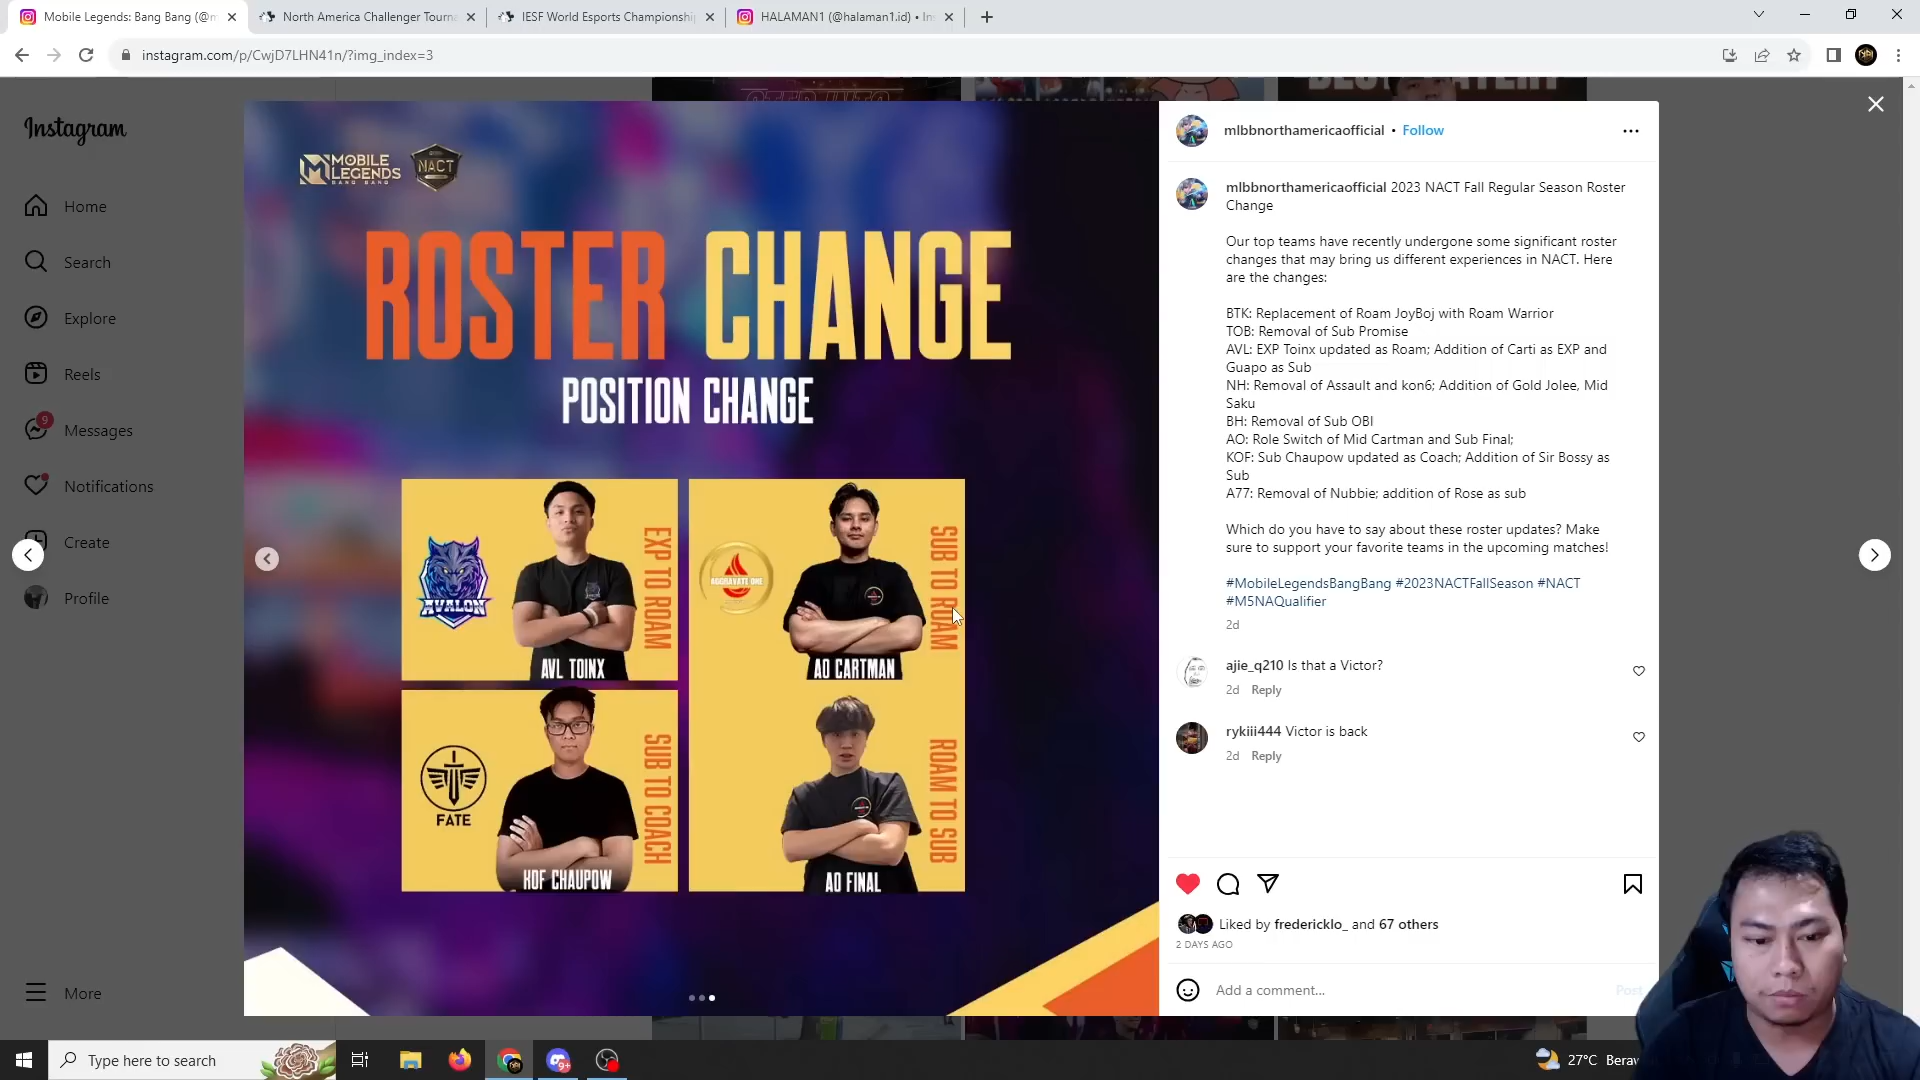 Mobile Legends: Bang Bang (@m
North America Challenger Tourna
IESF World Esports Championshi
HALAMAN1 (@halaman1.id) • In
instagram.com/p/CwjD7LHN41n/?img_index=3
Instagram
Home
Search
Explore
Reels
9
Messages
Notifications
Create
Profile
More
MOBILE LEGENDS
BANG BANG
NACT
ROSTER CHANGE
POSITION CHANGE
AVALON
EXP TO ROAM
AVL TOINX
AGGRAVATE ONE
SUB TO ROAM
AO CARTMAN
FATE
SUB TO COACH
KOF CHAUPOW
ROAM TO SUB
AO FINAL
mlbbnorthamericaofficial • Follow
mlbbnorthamericaofficial 2023 NACT Fall Regular Season Roster
Change
Our top teams have recently undergone some significant roster
changes that may bring us different experiences in NACT. Here
are the changes:
BTK: Replacement of Roam JoyBoj with Roam Warrior
TOB: Removal of Sub Promise
AVL: EXP Toinx updated as Roam; Addition of Carti as EXP and
Guapo as Sub
NH: Removal of Assault and kon6; Addition of Gold Jolee, Mid
Saku
BH: Removal of Sub OBI
AO: Role Switch of Mid Cartman and Sub Final;
KOF: Sub Chaupow updated as Coach; Addition of Sir Bossy as
Sub
A77: Removal of Nubbie; addition of Rose as sub
Which do you have to say about these roster updates? Make
sure to support your favorite teams in the upcoming matches!
#MobileLegendsBangBang #2023NACTFallSeason #NACT
#M5NAQualifier
2d
ajie_q210 Is that a Victor?
2d Reply
rykiii444 Victor is back
2d Reply
Liked by fredericklo_ and 67 others
2 DAYS AGO
Add a comment...
Post
Type here to search
9+
27°C Beraw